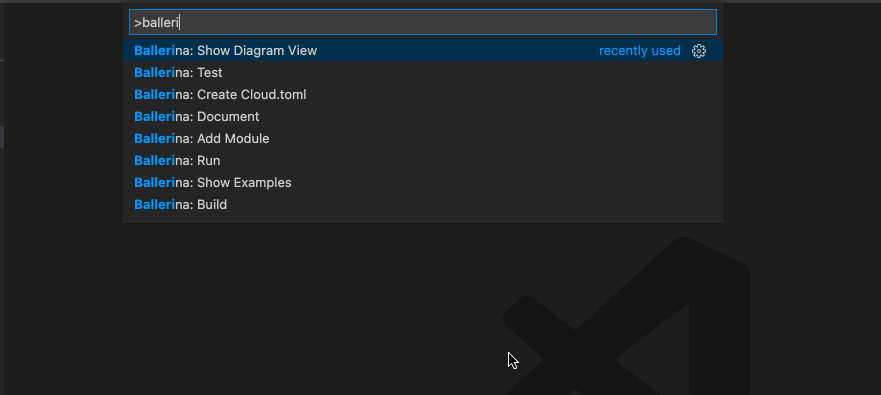 >balleri
Ballerina: Show Diagram View recently used
Ballerina: Test
Ballerina: Create Cloud.toml
Ballerina: Document
Ballerina: Add Module
Ballerina: Run
Ballerina: Show Examples
Ballerina: Build